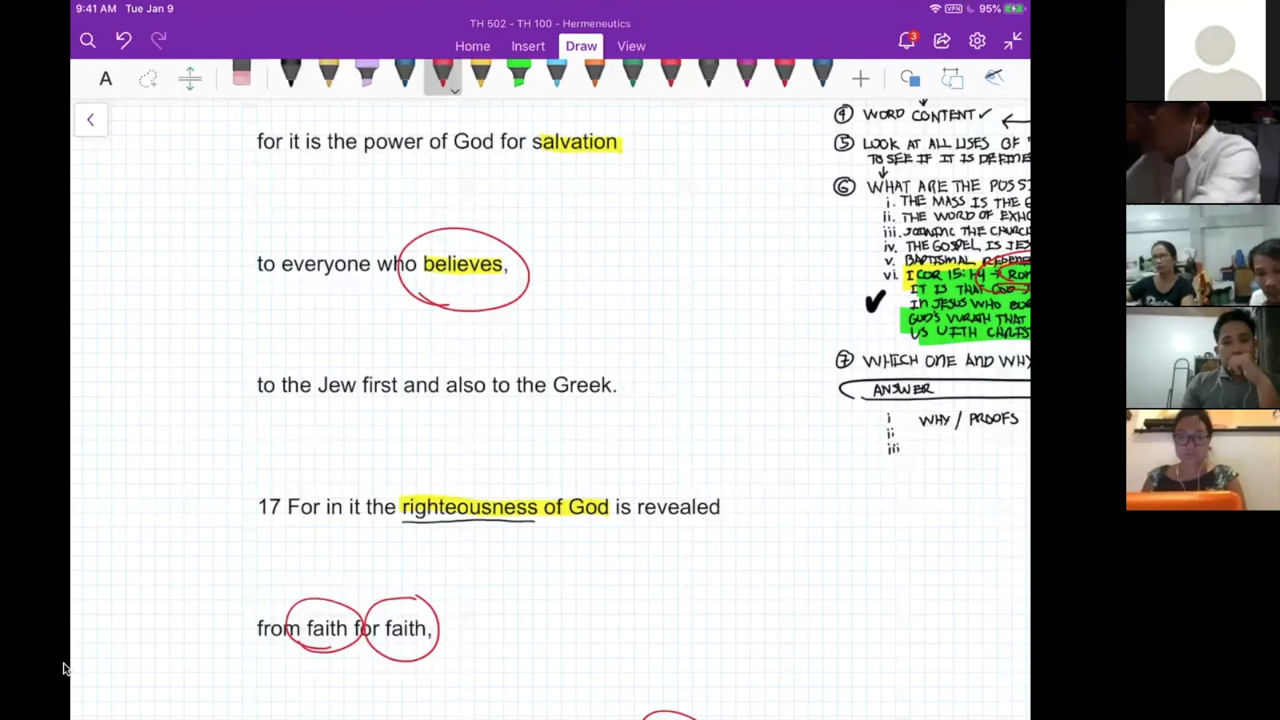 9:41 AM Tue Jan 9
VPN 95%
TH 502 - TH 100 - Hermeneutics
3
Home Insert Draw View
A
for it is the power of God for salvation
to everyone who believes,
to the Jew first and also to the Greek.
17 For in it the righteousness of God is revealed
from faith for faith,
④ WORD CONTENT ✓
⑤ LOOK AT ALL USES OF
TO SEE IF IT IS DEFINE
⑥ WHAT ARE THE POSSI
i. THE MASS IS THE
ii. THE WORD OF EXHO
iii. JOINING THE CHURCH
iv. THE GOSPEL IS JES
v. BAPTISMAL
vi. I COR 15:1-4 → ROM
IT IS THAT GOD
IN JESUS WHO BOR
GOD'S WRATH THAT
US WITH CHRIST
⑦ WHICH ONE AND WHY
ANSWER
i WHY / PROOFS
ii
iii